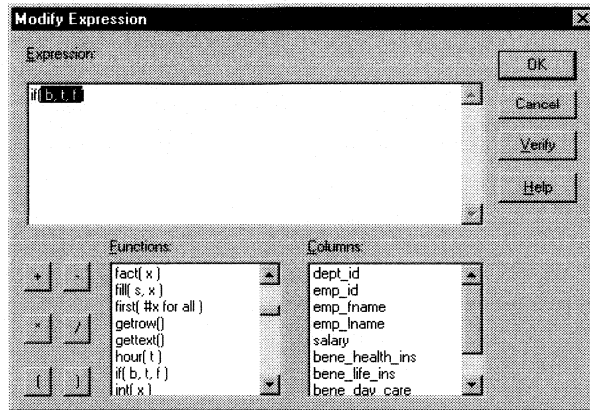 Modify Expression
Expression:
if( b, t, f )
OK
Cancel
Verify
Help
Functions:
Columns:
+ -
* /
( )
fact( x )
fill( s, x )
first( #x for all )
getrow()
gettext()
hour( t )
if( b, t, f )
int( x )
dept_id
emp_id
emp_fname
emp_lname
salary
bene_health_ins
bene_life_ins
bene_day_care